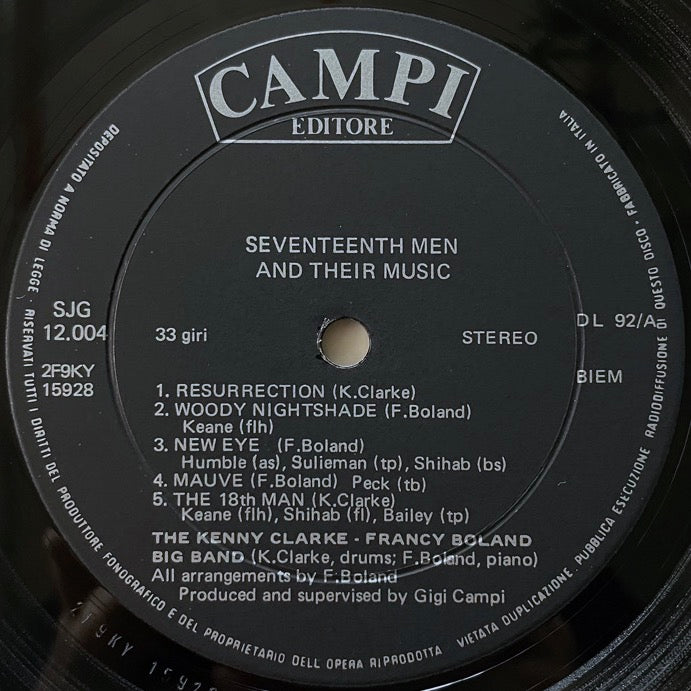 CAMPI
EDITORE
SEVENTEENTH MEN
AND THEIR MUSIC
SJG
12.004
33 giri
STEREO
DL 92/A
2F9KY
15928
BIEM
1. RESURRECTION (K.Clarke)
2. WOODY NIGHTSHADE (F.Boland)
Keane (flh)
3. NEW EYE (F.Boland)
Humble (as), Sulieman (tp), Shihab (bs)
4. MAUVE (F.Boland) Peck (tb)
5. THE 18th MAN (K.Clarke)
Keane (flh), Shihab (fl), Bailey (tp)
THE KENNY CLARKE - FRANCY BOLAND
BIG BAND (K.Clarke, drums; F.Boland, piano)
All arrangements by F.Boland
Produced and supervised by Gigi Campi
DEPOSITATO A NORMA DI LEGGE · RISERVATI TUTTI I DIRITTI DEL PRODUTTORE FONOGRAFICO E DEL PROPRIETARIO DELL OPERA RIPRODOTTA
VIETATA DUPLICAZIONE, PUBBLICA ESECUZIONE RADIODIFFUSIONE DI QUESTO DISCO · FABBRICATO IN ITALIA